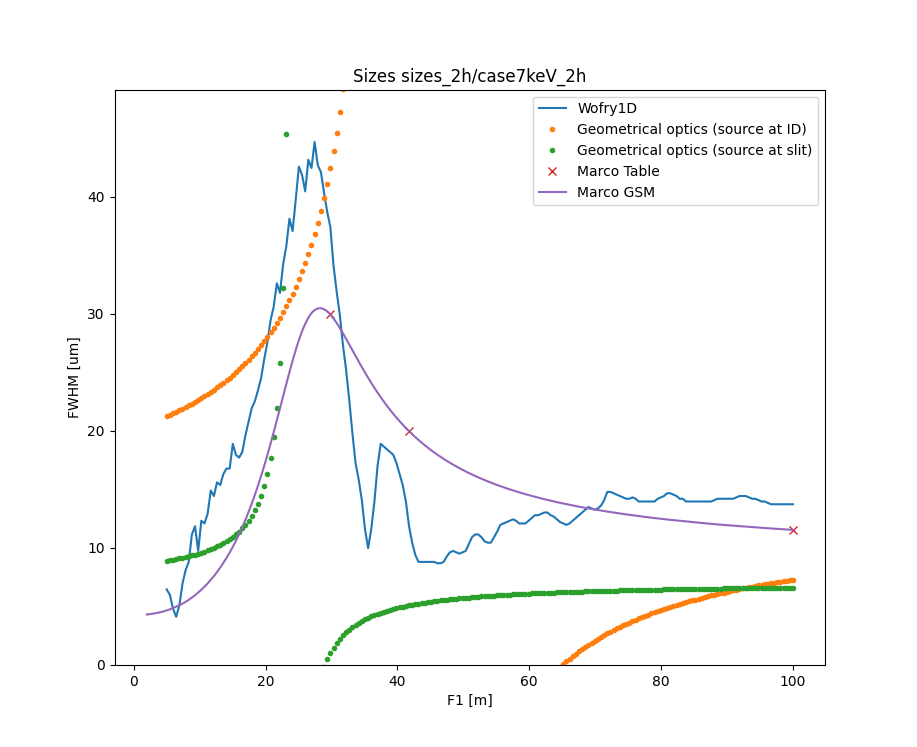 Sizes sizes_2h/case7keV_2h
Wofry1D
Geometrical optics (source at ID)
Geometrical optics (source at slit)
Marco Table
Marco GSM
FWHM [um]
40
30
20
10
0
0 20 40 60 80 100
F1 [m]